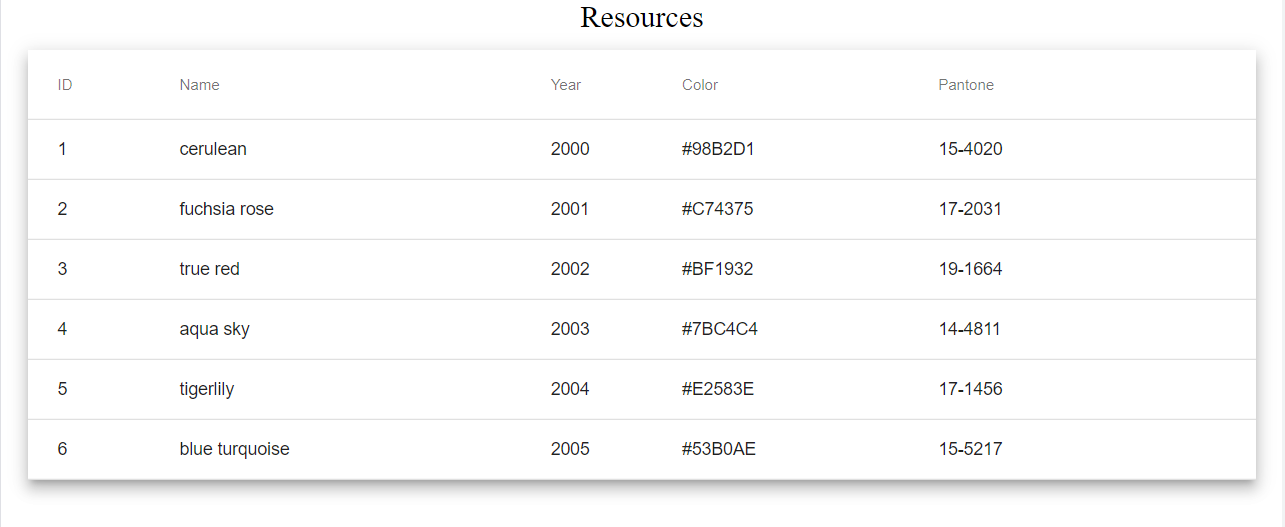 Resources
ID Name Year Color Pantone
1 cerulean 2000 #98B2D1 15-4020
2 fuchsia rose 2001 #C74375 17-2031
3 true red 2002 #BF1932 19-1664
4 aqua sky 2003 #7BC4C4 14-4811
5 tigerlily 2004 #E2583E 17-1456
6 blue turquoise 2005 #53B0AE 15-5217